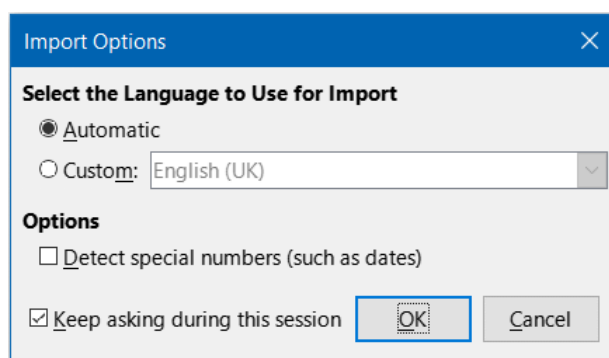 Import Options
Select the Language to Use for Import
Automatic
Custom: English (UK)
Options
Detect special numbers (such as dates)
Keep asking during this session OK Cancel